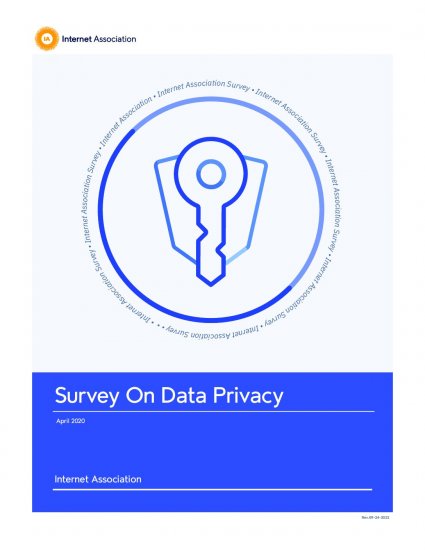 IA Internet Association
Internet Association Survey • Internet Association Survey • Internet Association Survey • Internet Association Survey • • • Internet Association Survey • Internet Association Survey • Internet Association •
Survey On Data Privacy
April 2020
Internet Association